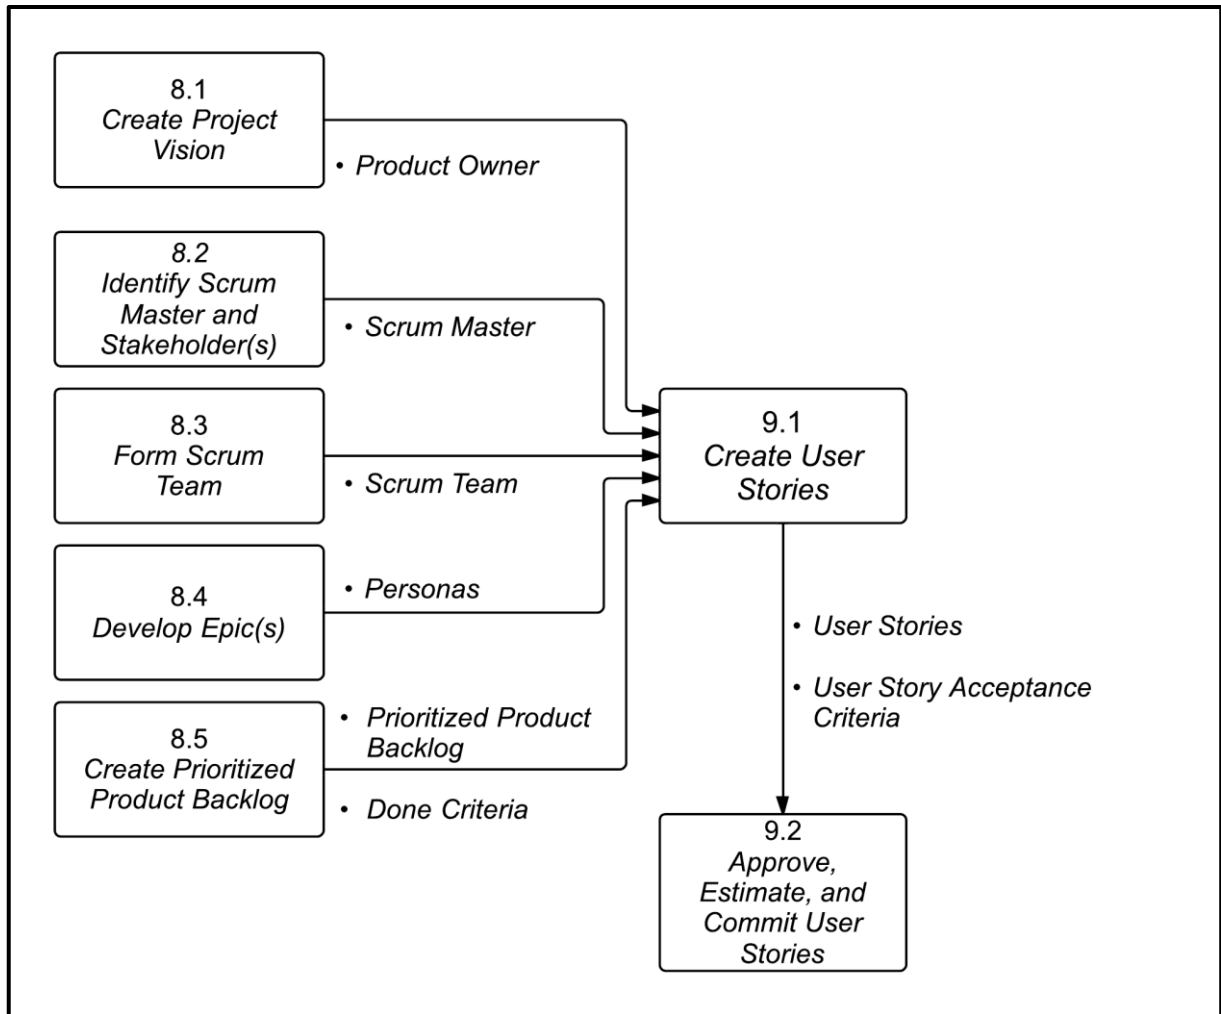 8.1
Create Project
Vision
• Product Owner
8.2
Identify Scrum
Master and
Stakeholder(s)
• Scrum Master
8.3
Form Scrum
Team
• Scrum Team
8.4
Develop Epic(s)
• Personas
8.5
Create Prioritized
Product Backlog
• Prioritized Product
Backlog
• Done Criteria
9.1
Create User
Stories
• User Stories
• User Story Acceptance
Criteria
9.2
Approve,
Estimate, and
Commit User
Stories